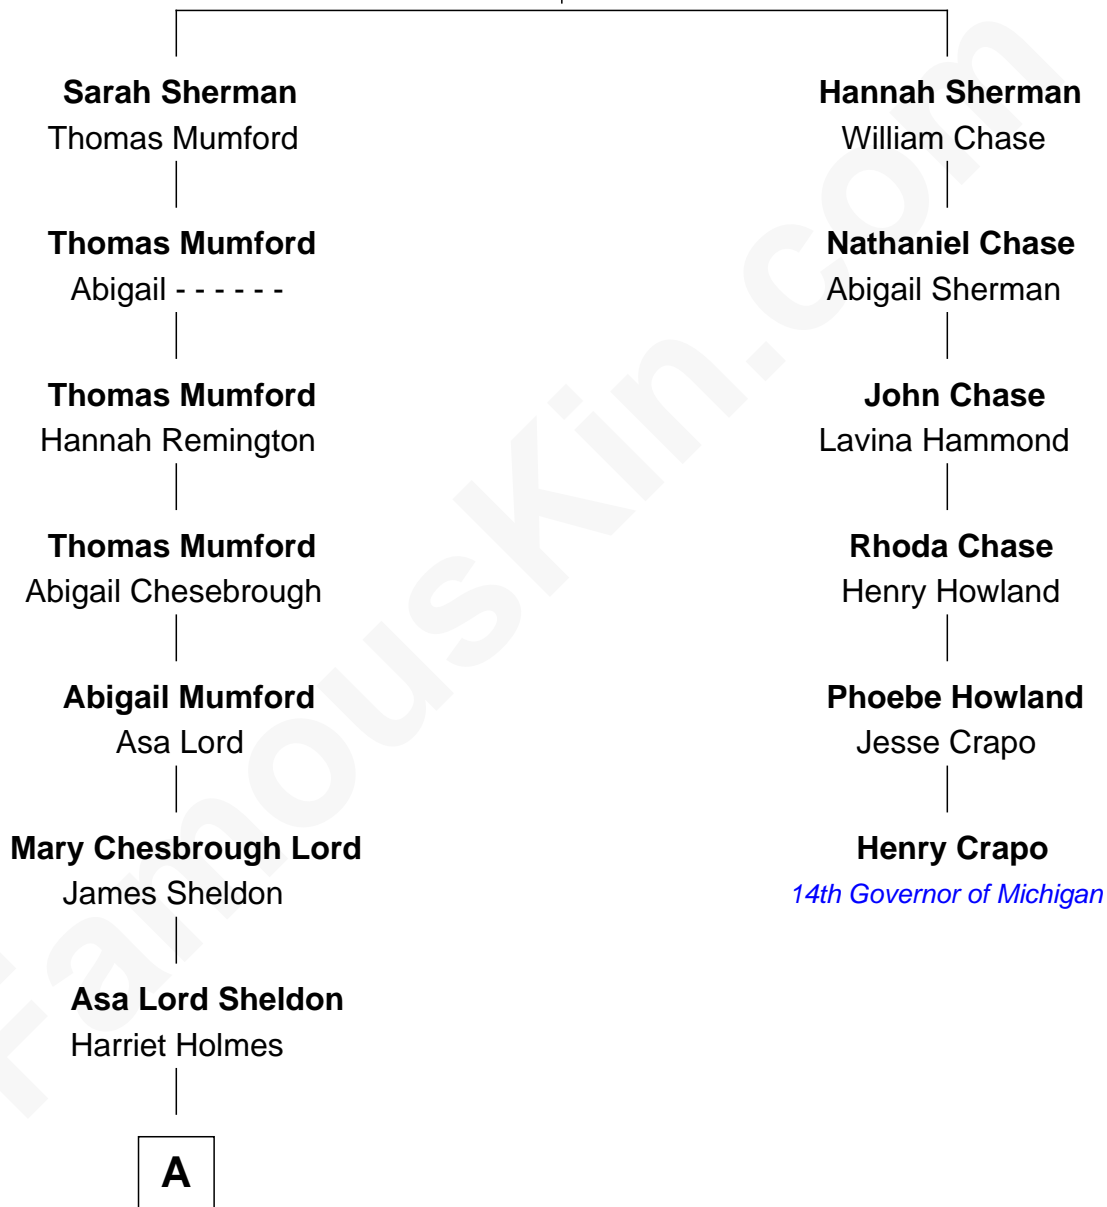 Sarah Sherman
Thomas Mumford
Hannah Sherman
William Chase
Thomas Mumford
Abigail - - - - - -
Nathaniel Chase
Abigail Sherman
Thomas Mumford
Hannah Remington
John Chase
Lavina Hammond
Thomas Mumford
Abigail Chesebrough
Rhoda Chase
Henry Howland
Abigail Mumford
Asa Lord
Phoebe Howland
Jesse Crapo
Mary Chesbrough Lord
James Sheldon
Henry Crapo
14th Governor of Michigan
Asa Lord Sheldon
Harriet Holmes
A
FamousKin.com